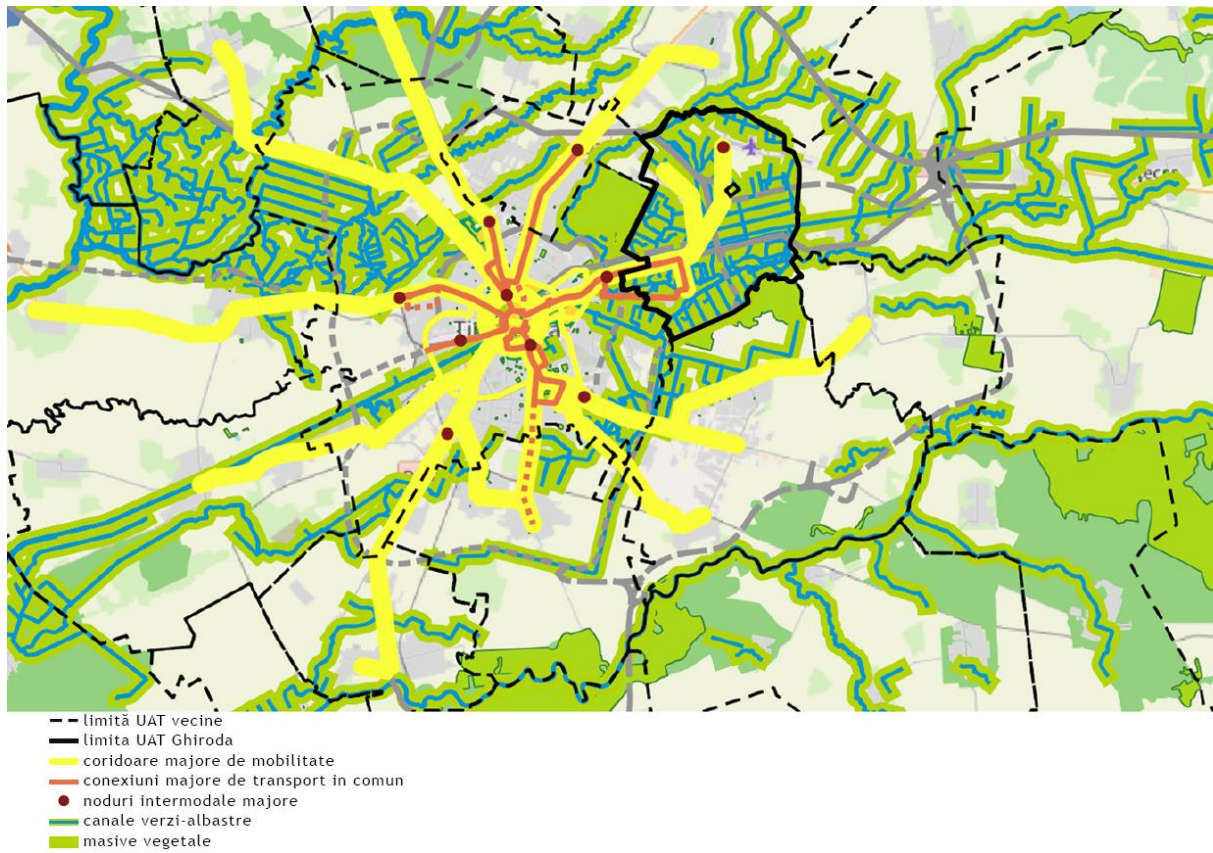 limită UAT vecine
limita UAT Ghiroda
coridoare majore de mobilitate
conexiuni majore de transport in comun
noduri intermodale majore
canale verzi-albastre
masive vegetale